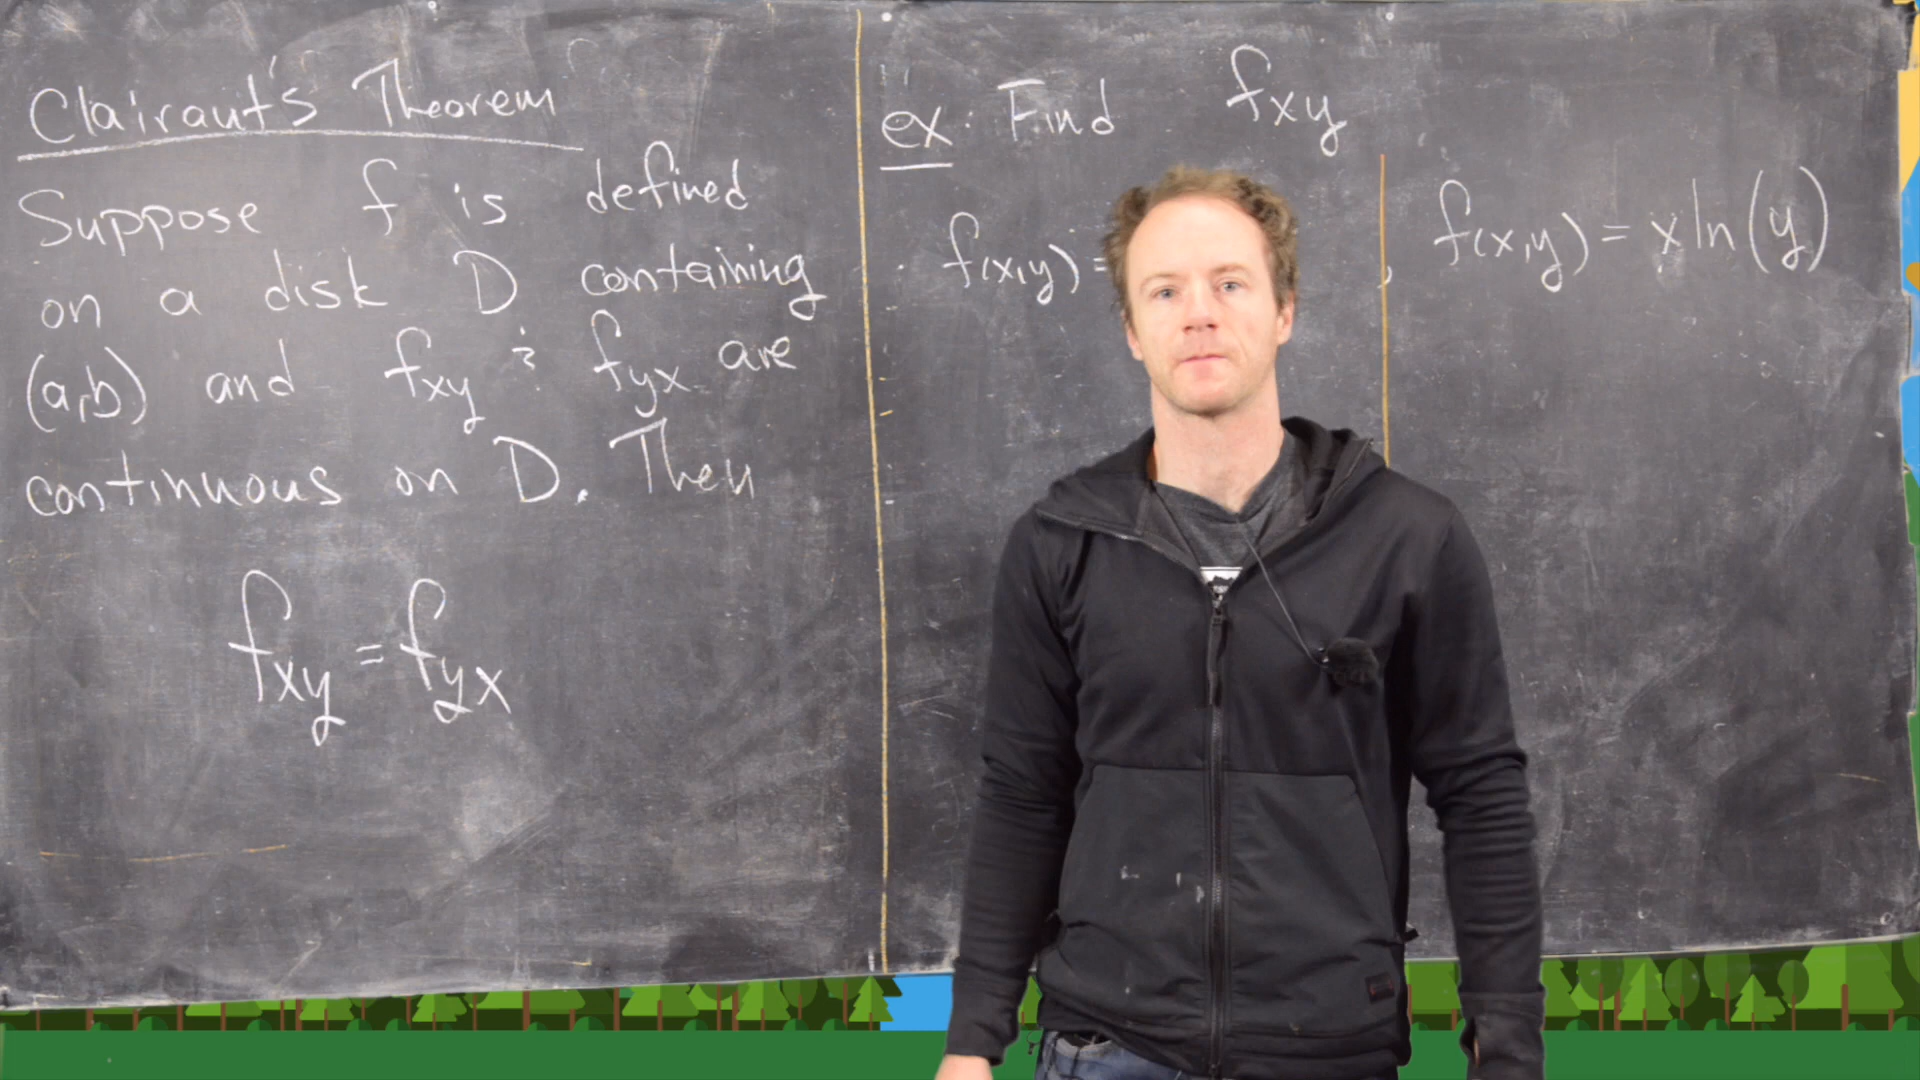 Clairaut's Theorem
Suppose f is defined
on a disk D containing
(a,b) and fxy & fyx are
continuous on D. Then
fxy = fyx
ex: Find fxy
f(x,y) =
, f(x,y) = x ln(y)